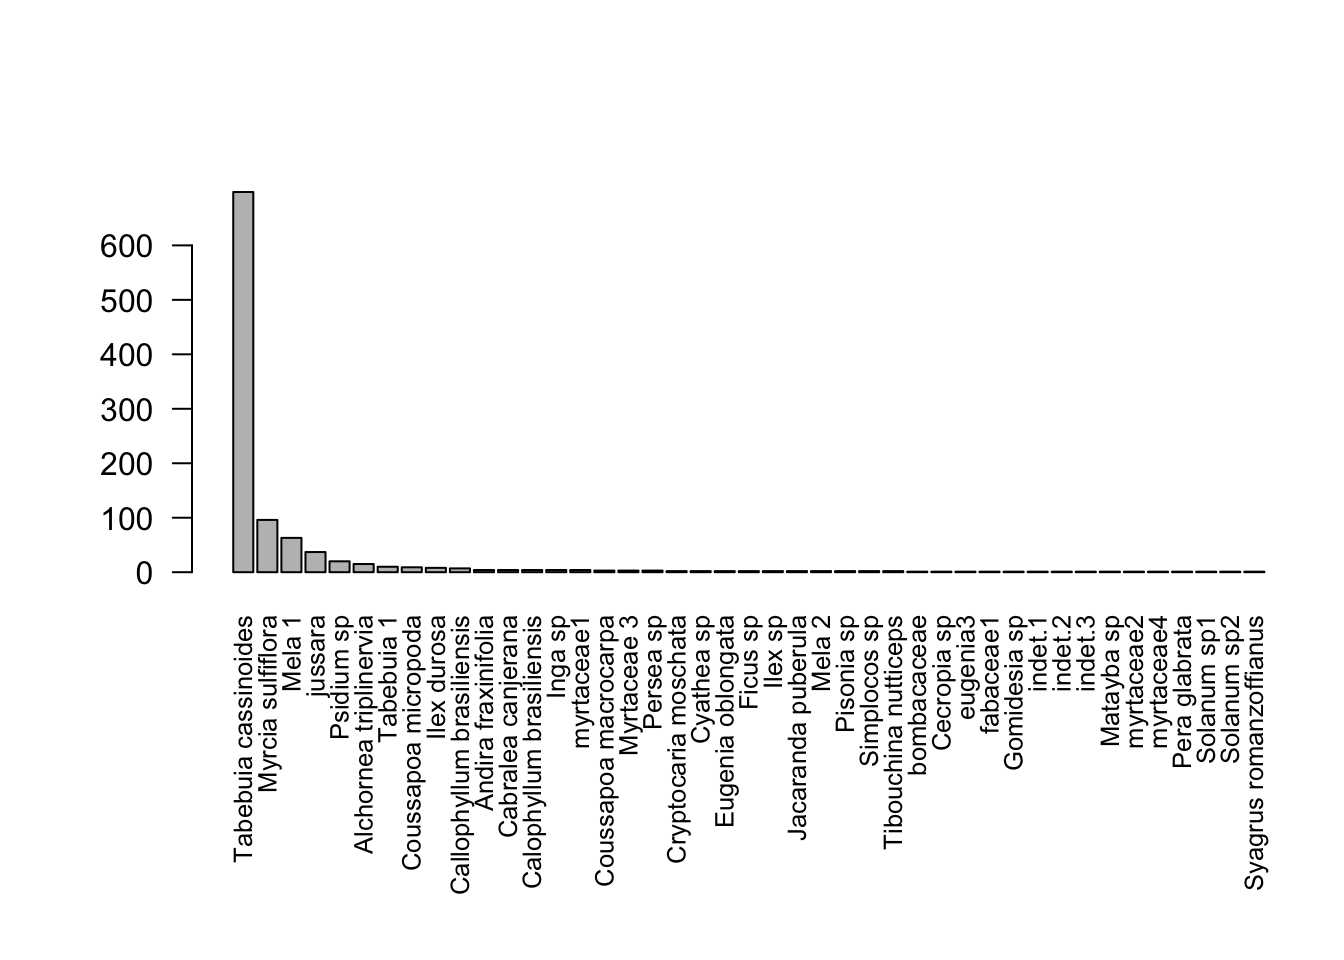 600
500
400
300
200
100
0
Tabebuia cassinoides
Myrcia sulfiflora
Mela 1
jussara
Psidium sp
Alchornea triplinervia
Tabebuia 1
Coussapoa micropoda
Ilex durosa
Callophyllum brasiliensis
Andira fraxinifolia
Cabralea canjerana
Calophyllum brasiliensis
Inga sp
myrtaceae1
Coussapoa macrocarpa
Myrtaceae 3
Persea sp
Cryptocaria moschata
Cyathea sp
Eugenia oblongata
Ficus sp
Ilex sp
Jacaranda puberula
Mela 2
Pisonia sp
Simplocos sp
Tibouchina nutticeps
bombacaceae
Cecropia sp
eugenia3
fabaceae1
Gomidesia sp
indet.1
indet.2
indet.3
Matayba sp
myrtaceae2
myrtaceae4
Pera glabrata
Solanum sp1
Solanum sp2
Syagrus romanzoffianus